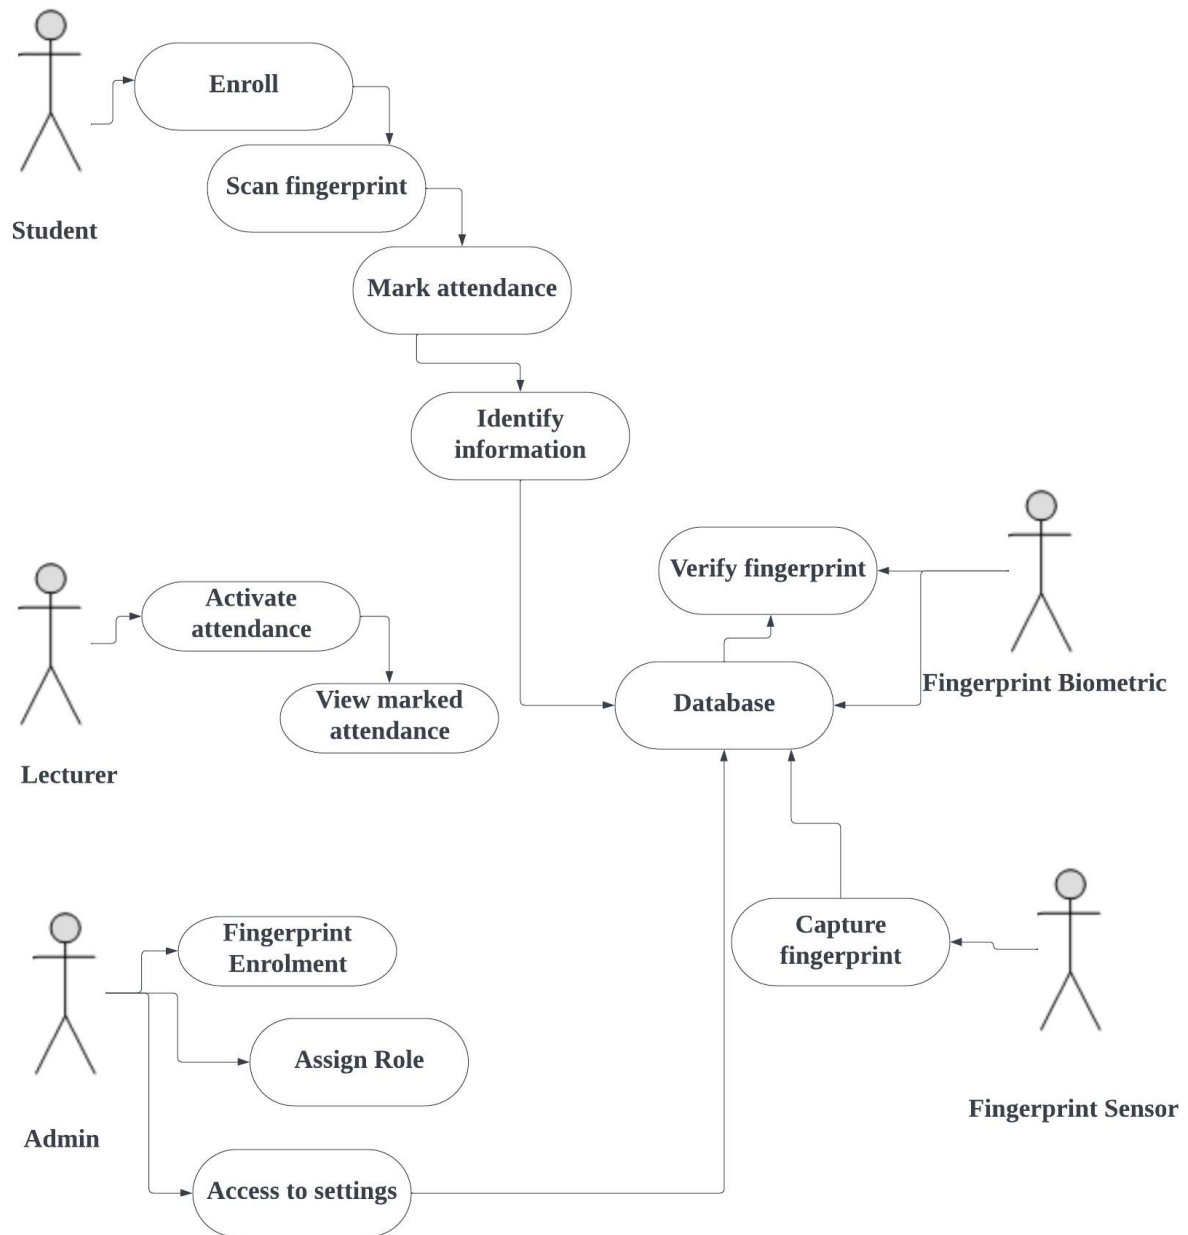 Enroll
Scan fingerprint
Student
Mark attendance
Identify
information
Verify fingerprint
Activate
attendance
Fingerprint Biometric
View marked
attendance
Database
Lecturer
Fingerprint
Enrolment
Capture
fingerprint
Assign Role
Fingerprint Sensor
Admin
Access to settings